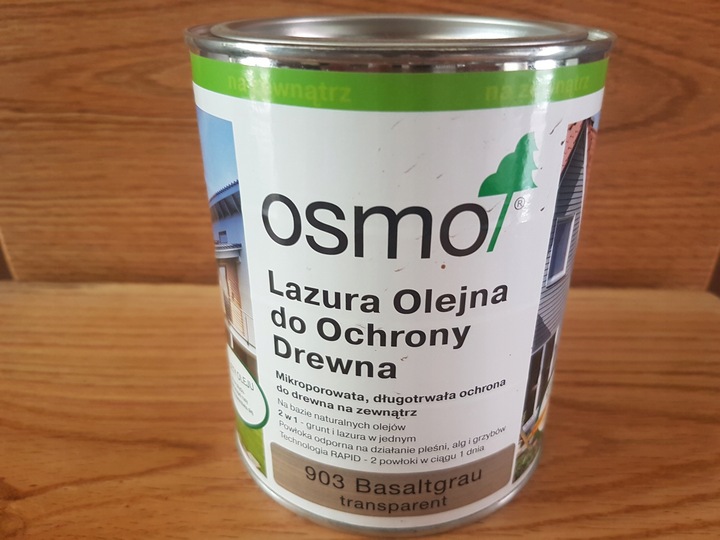 na zewnątrz
na zewnątrz
osmo®
Lazura Olejna
do Ochrony
Drewna
Mikroporowata, długotrwała ochrona
do drewna na zewnątrz
Na bazie naturalnych olejów
2 w 1 - grunt i lazura w jednym
Powłoka odporna na działanie pleśni, alg i grzybów
Technologia RAPID - 2 powłoki w ciągu 1 dnia
903 Basaltgrau
transparent